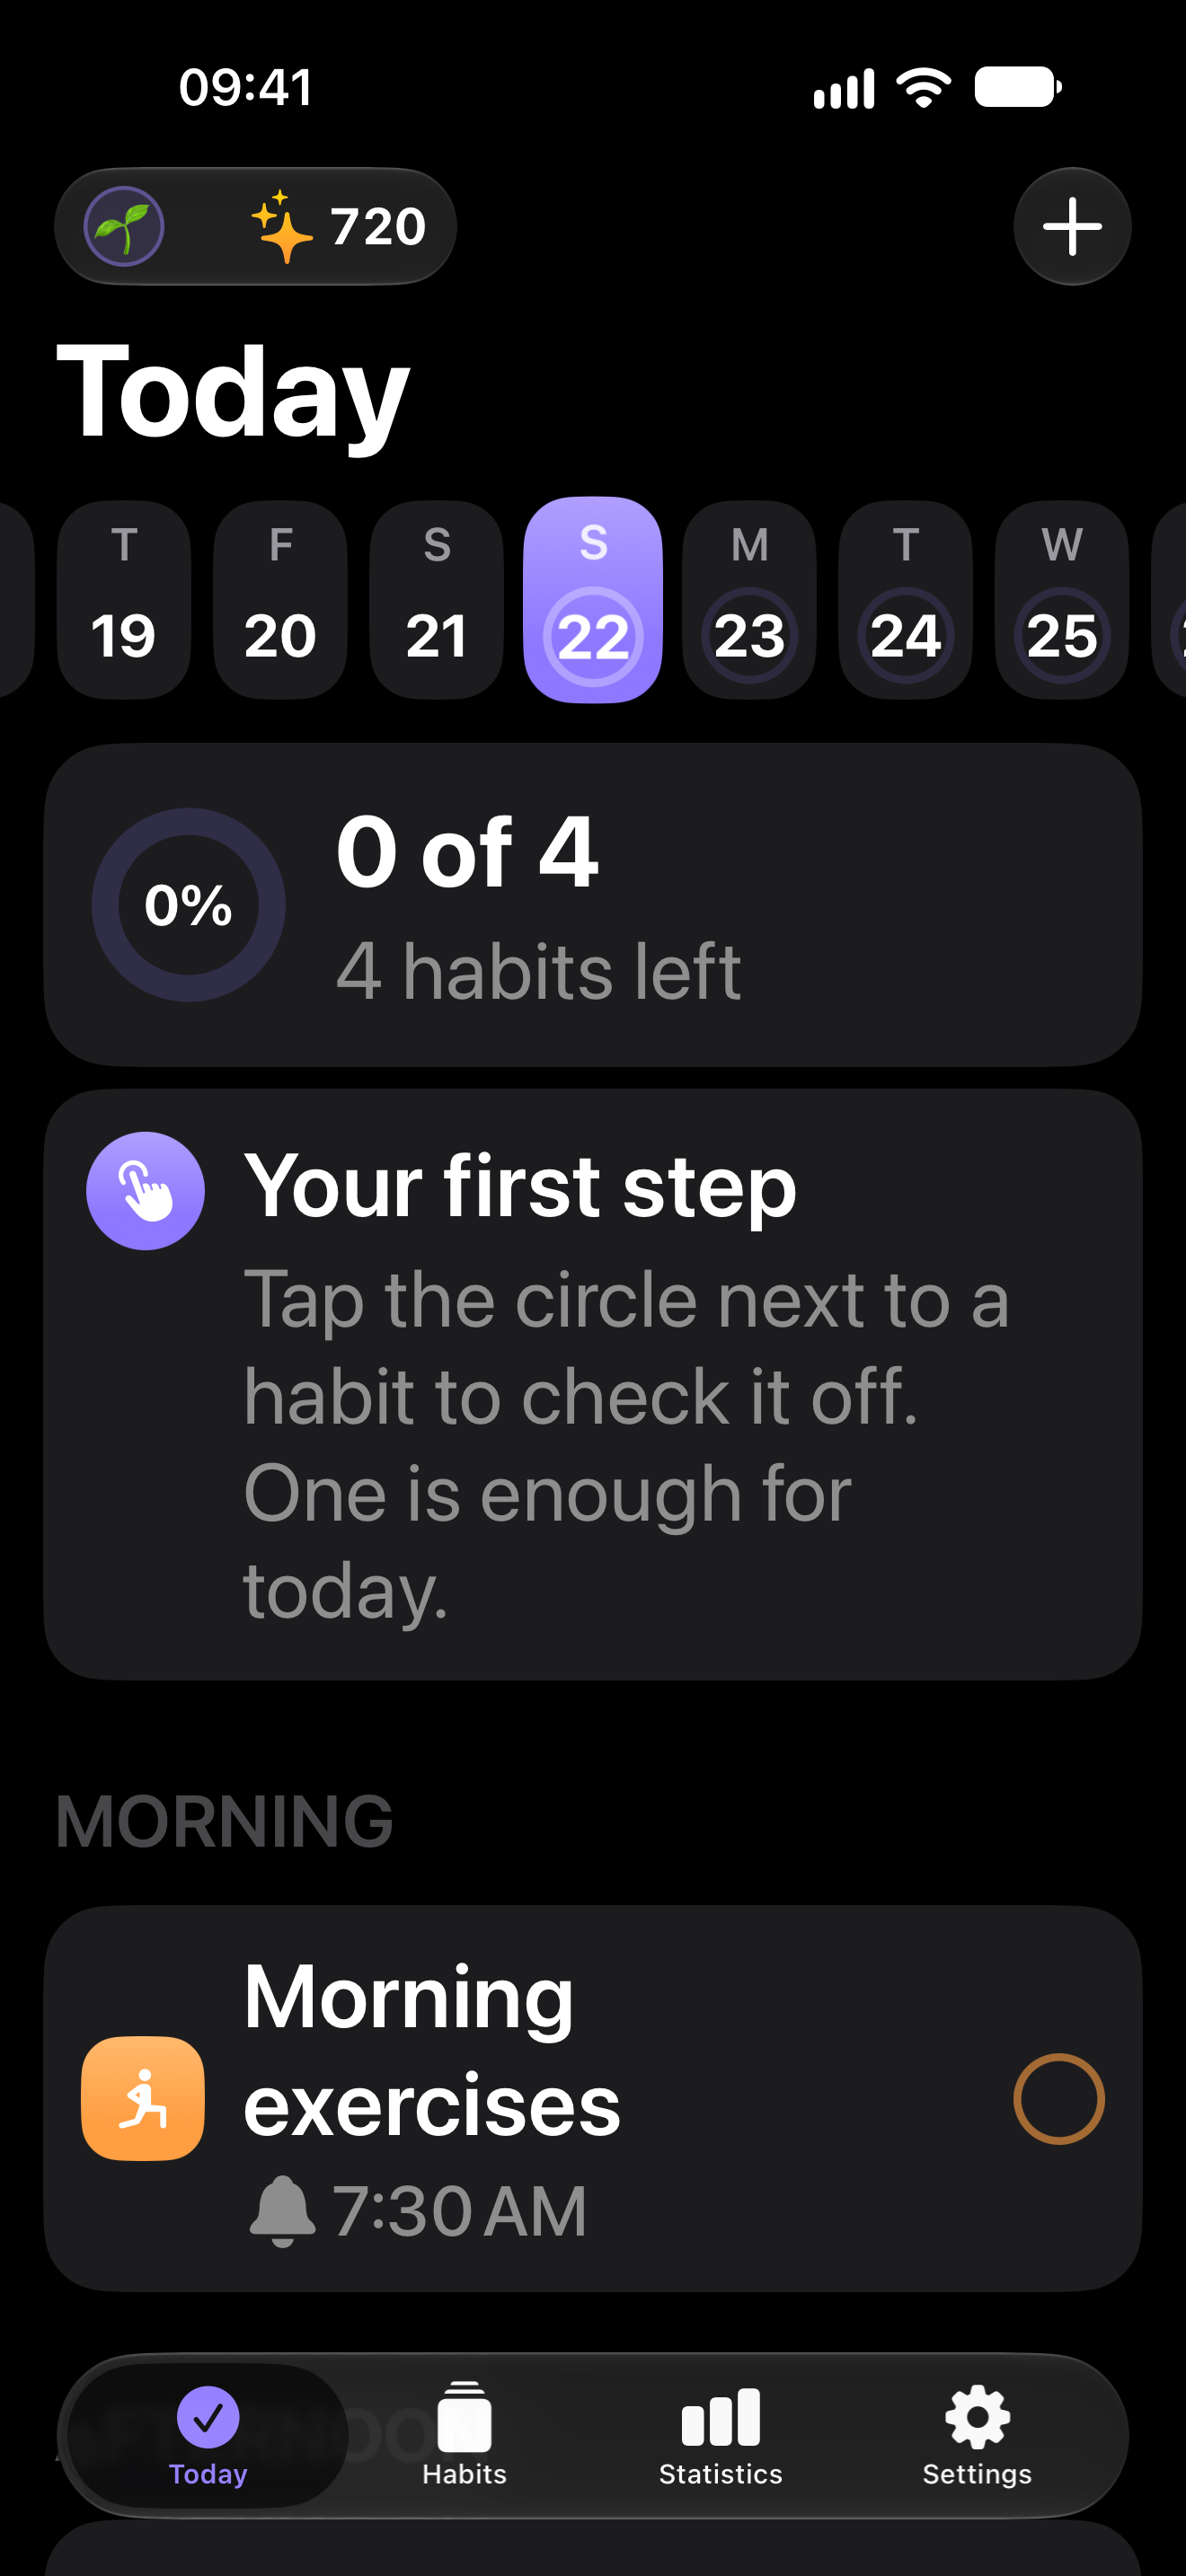 09:41
720
Today
T F S S M T W
19 20 21 22 23 24 25
0%
0 of 4
4 habits left
Your first step
Tap the circle next to a
habit to check it off.
One is enough for
today.
MORNING
Morning
exercises
7:30 AM
AFTERNOON
Today Habits Statistics Settings